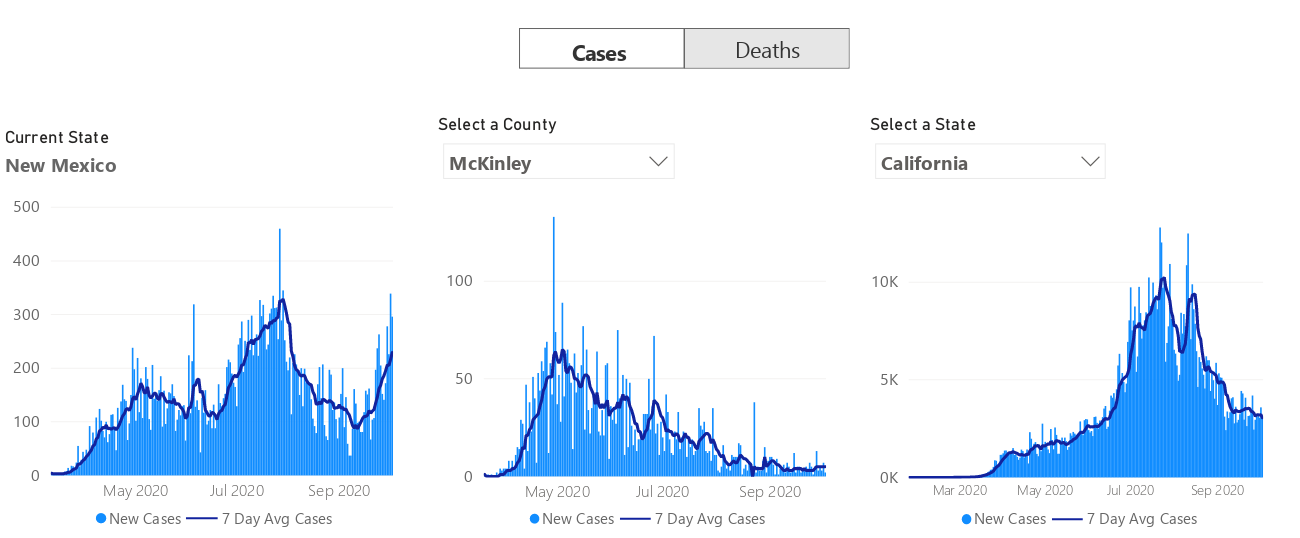 Cases Deaths
Current State
New Mexico
Select a County
McKinley
Select a State
California
500
400
300
200
100
0
May 2020 Jul 2020 Sep 2020
New Cases 7 Day Avg Cases
100
50
0
May 2020 Jul 2020 Sep 2020
New Cases 7 Day Avg Cases
10K
5K
0K
Mar 2020 May 2020 Jul 2020 Sep 2020
New Cases 7 Day Avg Cases